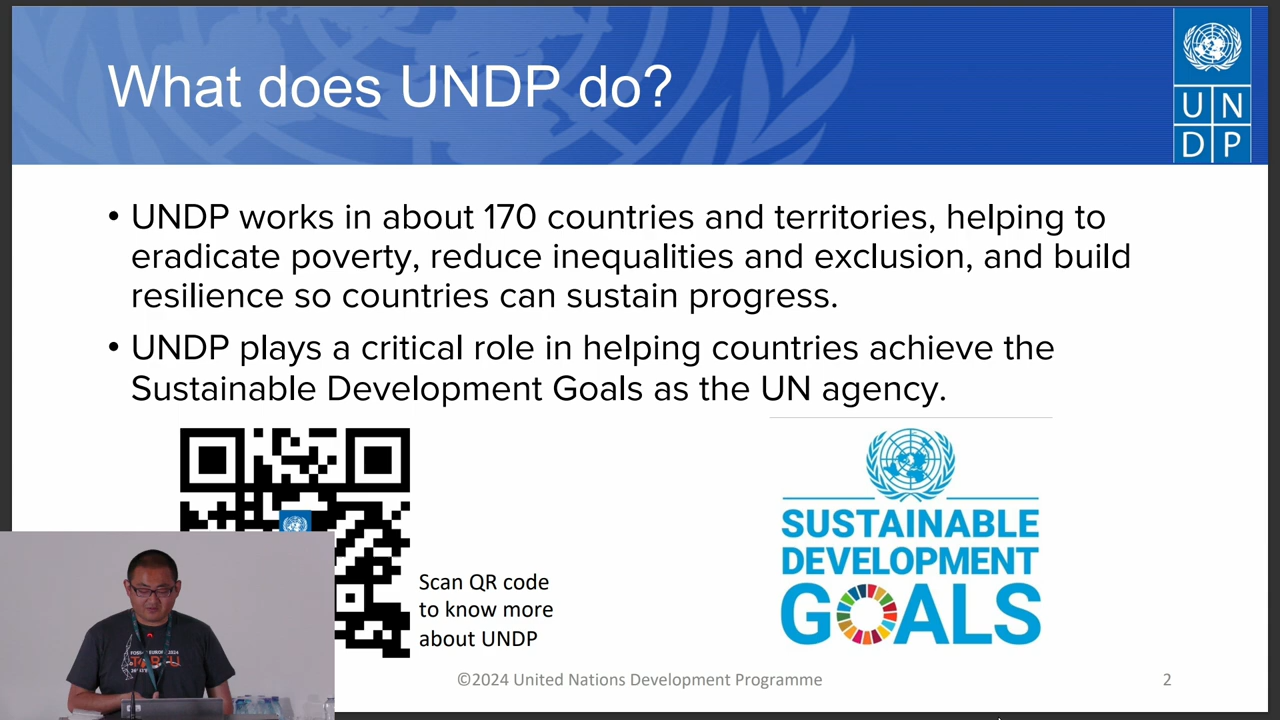 What does UNDP do?
UN
DP
• UNDP works in about 170 countries and territories, helping to
eradicate poverty, reduce inequalities and exclusion, and build
resilience so countries can sustain progress.
• UNDP plays a critical role in helping countries achieve the
Sustainable Development Goals as the UN agency.
SUSTAINABLE
DEVELOPMENT
GOALS
Scan QR code
to know more
about UNDP
©2024 United Nations Development Programme
2